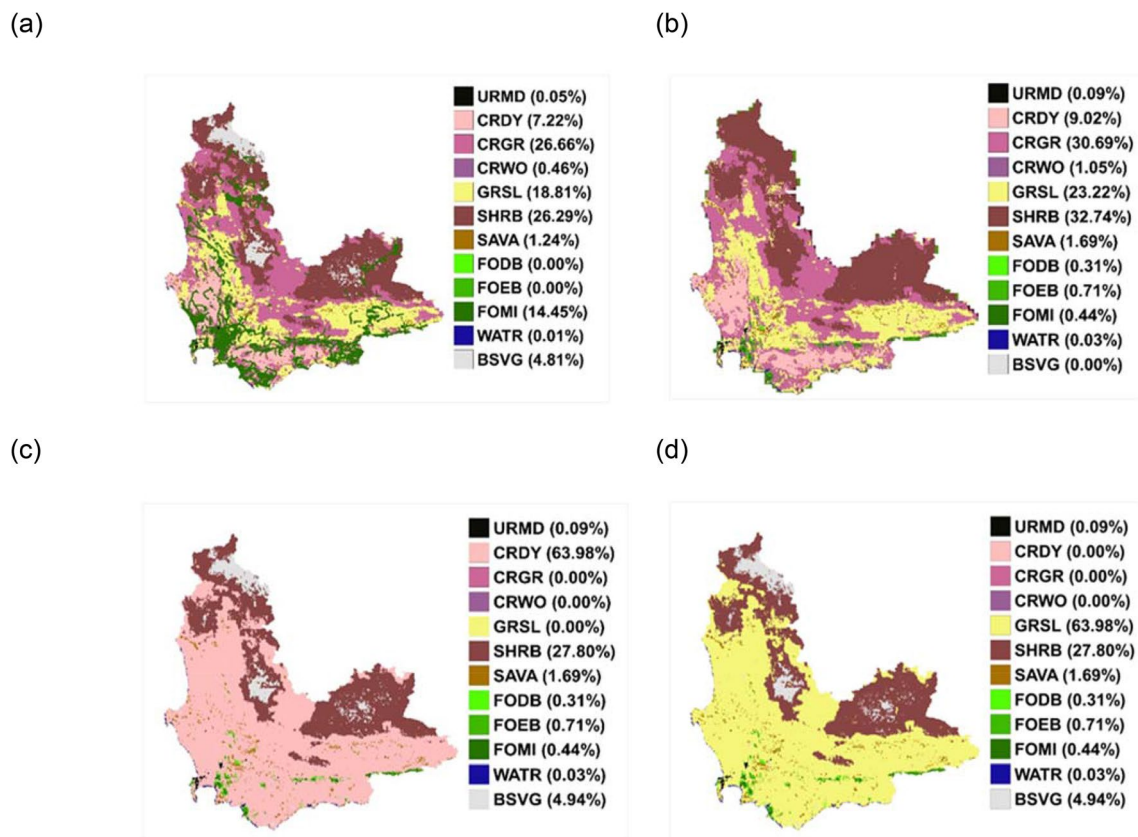 (a)
URMD (0.05%)
CRDY (7.22%)
CRGR (26.66%)
CRWO (0.46%)
GRSL (18.81%)
SHRB (26.29%)
SAVA (1.24%)
FODB (0.00%)
FOEB (0.00%)
FOMI (14.45%)
WATR (0.01%)
BSVG (4.81%)
(b)
URMD (0.09%)
CRDY (9.02%)
CRGR (30.69%)
CRWO (1.05%)
GRSL (23.22%)
SHRB (32.74%)
SAVA (1.69%)
FODB (0.31%)
FOEB (0.71%)
FOMI (0.44%)
WATR (0.03%)
BSVG (0.00%)
(c)
URMD (0.09%)
CRDY (63.98%)
CRGR (0.00%)
CRWO (0.00%)
GRSL (0.00%)
SHRB (27.80%)
SAVA (1.69%)
FODB (0.31%)
FOEB (0.71%)
FOMI (0.44%)
WATR (0.03%)
BSVG (4.94%)
(d)
URMD (0.09%)
CRDY (0.00%)
CRGR (0.00%)
CRWO (0.00%)
GRSL (63.98%)
SHRB (27.80%)
SAVA (1.69%)
FODB (0.31%)
FOEB (0.71%)
FOMI (0.44%)
WATR (0.03%)
BSVG (4.94%)